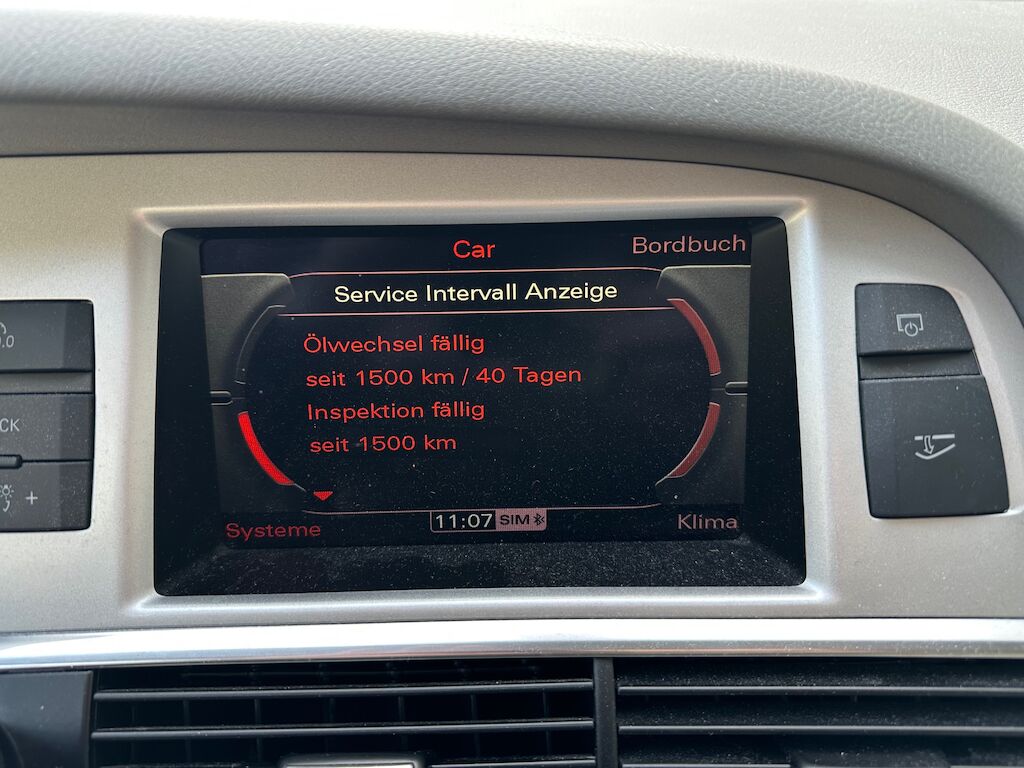 Car
Bordbuch
Service Intervall Anzeige
Ölwechsel fällig
seit 1500 km / 40 Tagen
Inspektion fällig
seit 1500 km
Systeme
11:07 SIM
Klima
CK
+